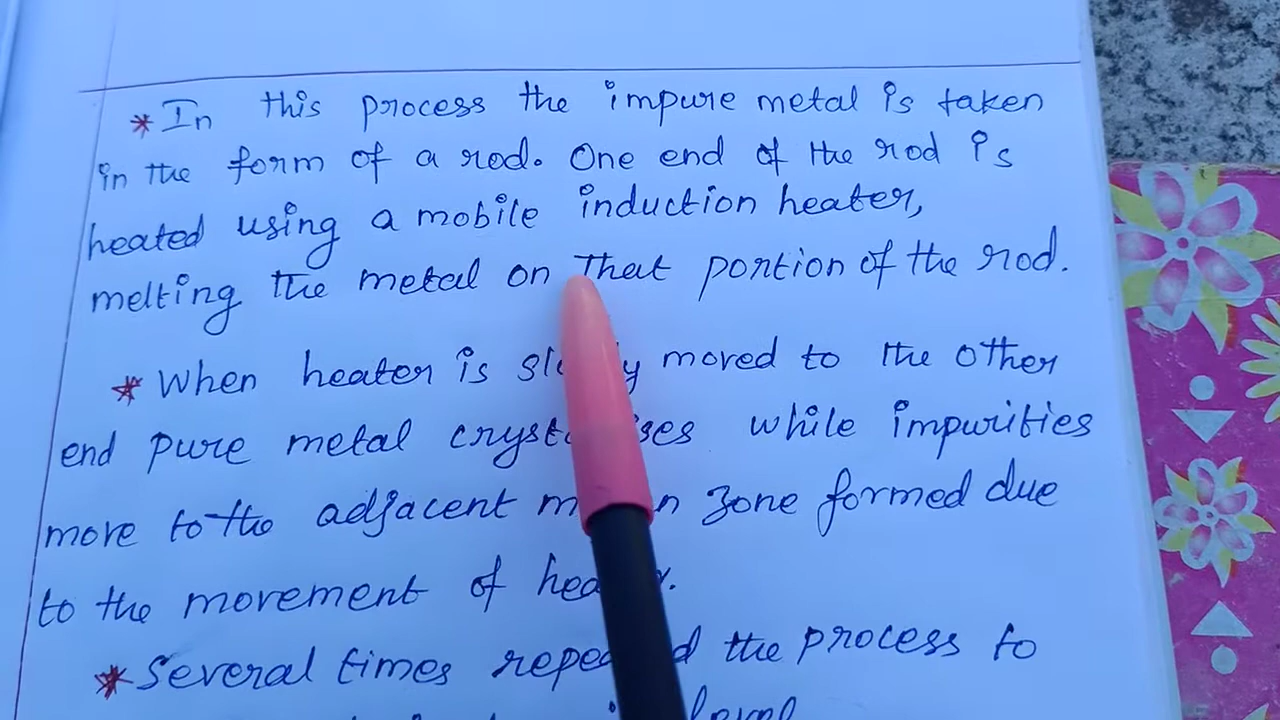 * In this process the impure metal is taken
in the form of a rod. One end of the rod is
heated using a mobile induction heater,
melting the metal on that portion of the rod.
* When heater is moved to the other
end pure metal while impurities
more to the adjacent zone formed due
to the movement of
* Several times the process to